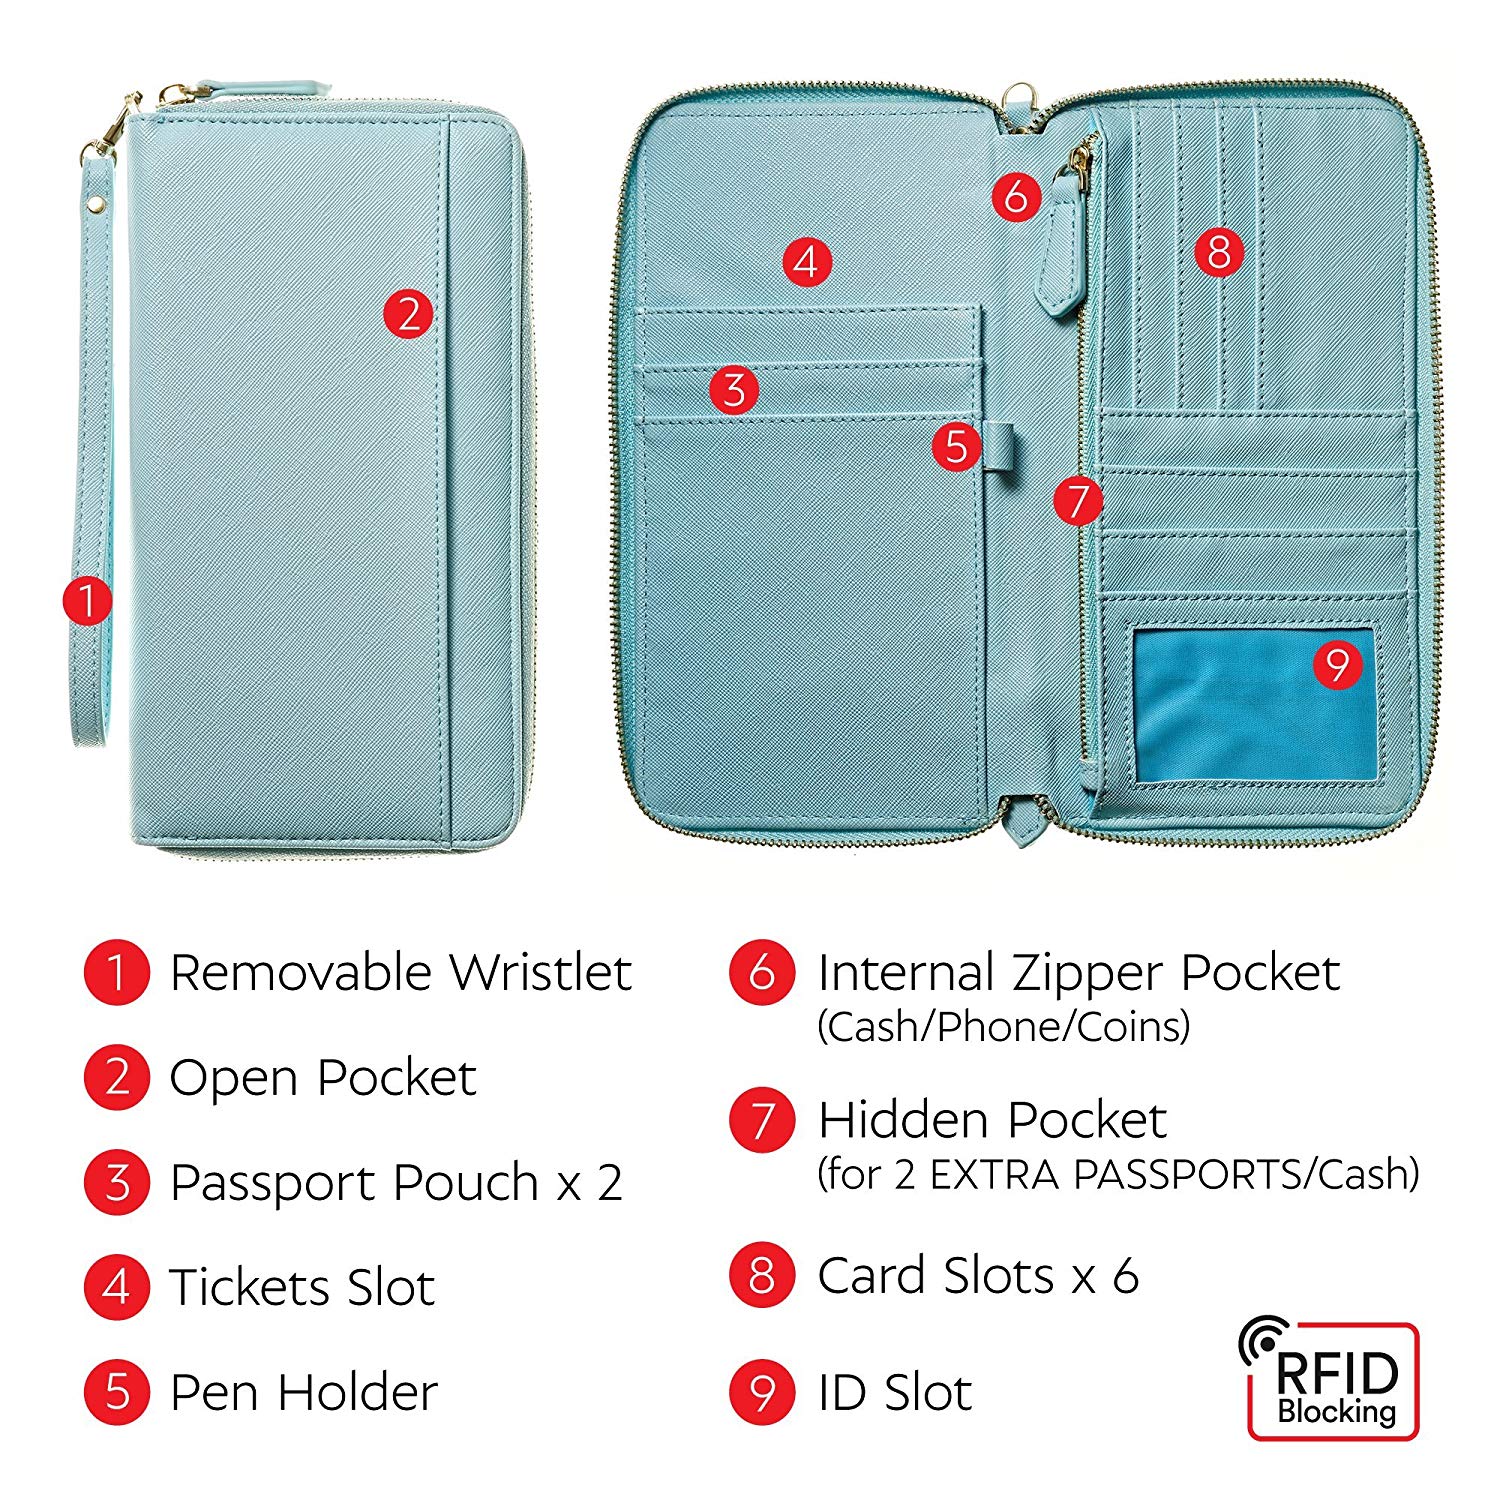 2
1
6
4
8
3
5
7
9
1 Removable Wristlet
2 Open Pocket
3 Passport Pouch x 2
4 Tickets Slot
5 Pen Holder
6 Internal Zipper Pocket
(Cash/Phone/Coins)
7 Hidden Pocket
(for 2 EXTRA PASSPORTS/Cash)
8 Card Slots x 6
9 ID Slot
RFID
Blocking